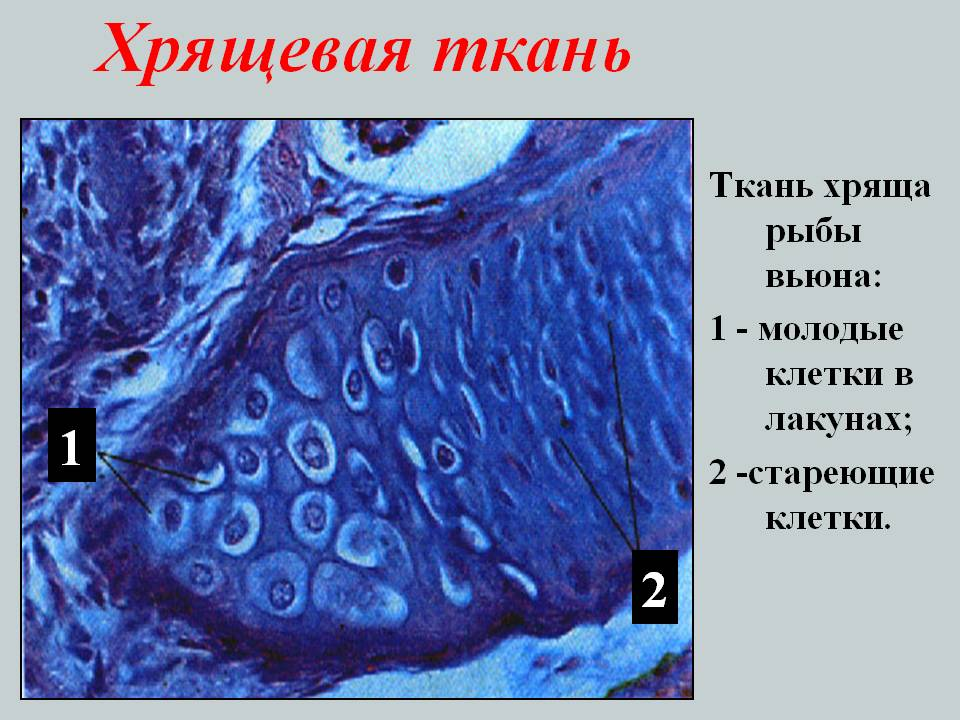 Хрящевая ткань
Ткань хряща
рыбы
вьюна:
1 - молодые
клетки в
лакунах;
2 -стареющие
клетки.
1
2